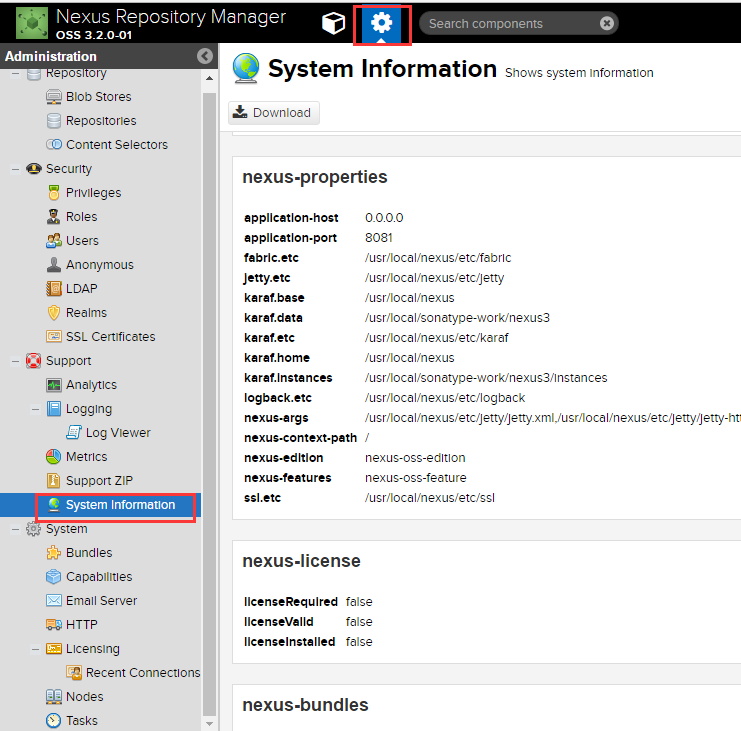 Nexus Repository Manager
OSS 3.2.0-01
Search components
Administration
Repository
Blob Stores
Repositories
Content Selectors
Security
Privileges
Roles
Users
Anonymous
LDAP
Realms
SSL Certificates
Support
Analytics
Logging
Log Viewer
Metrics
Support ZIP
System Information
System
Bundles
Capabilities
Email Server
HTTP
Licensing
Recent Connections
Nodes
Tasks
System Information Shows system information
Download
nexus-properties
application-host 0.0.0.0
application-port 8081
fabric.etc /usr/local/nexus/etc/fabric
jetty.etc /usr/local/nexus/etc/jetty
karaf.base /usr/local/nexus
karaf.data /usr/local/sonatype-work/nexus3
karaf.etc /usr/local/nexus/etc/karaf
karaf.home /usr/local/nexus
karaf.instances /usr/local/sonatype-work/nexus3/instances
logback.etc /usr/local/nexus/etc/logback
nexus-args /usr/local/nexus/etc/jetty/jetty.xml,/usr/local/nexus/etc/jetty/jetty-ht
nexus-context-path /
nexus-edition nexus-oss-edition
nexus-features nexus-oss-feature
ssl.etc /usr/local/nexus/etc/ssl
nexus-license
licenseRequired false
licenseValid false
licenseInstalled false
nexus-bundles